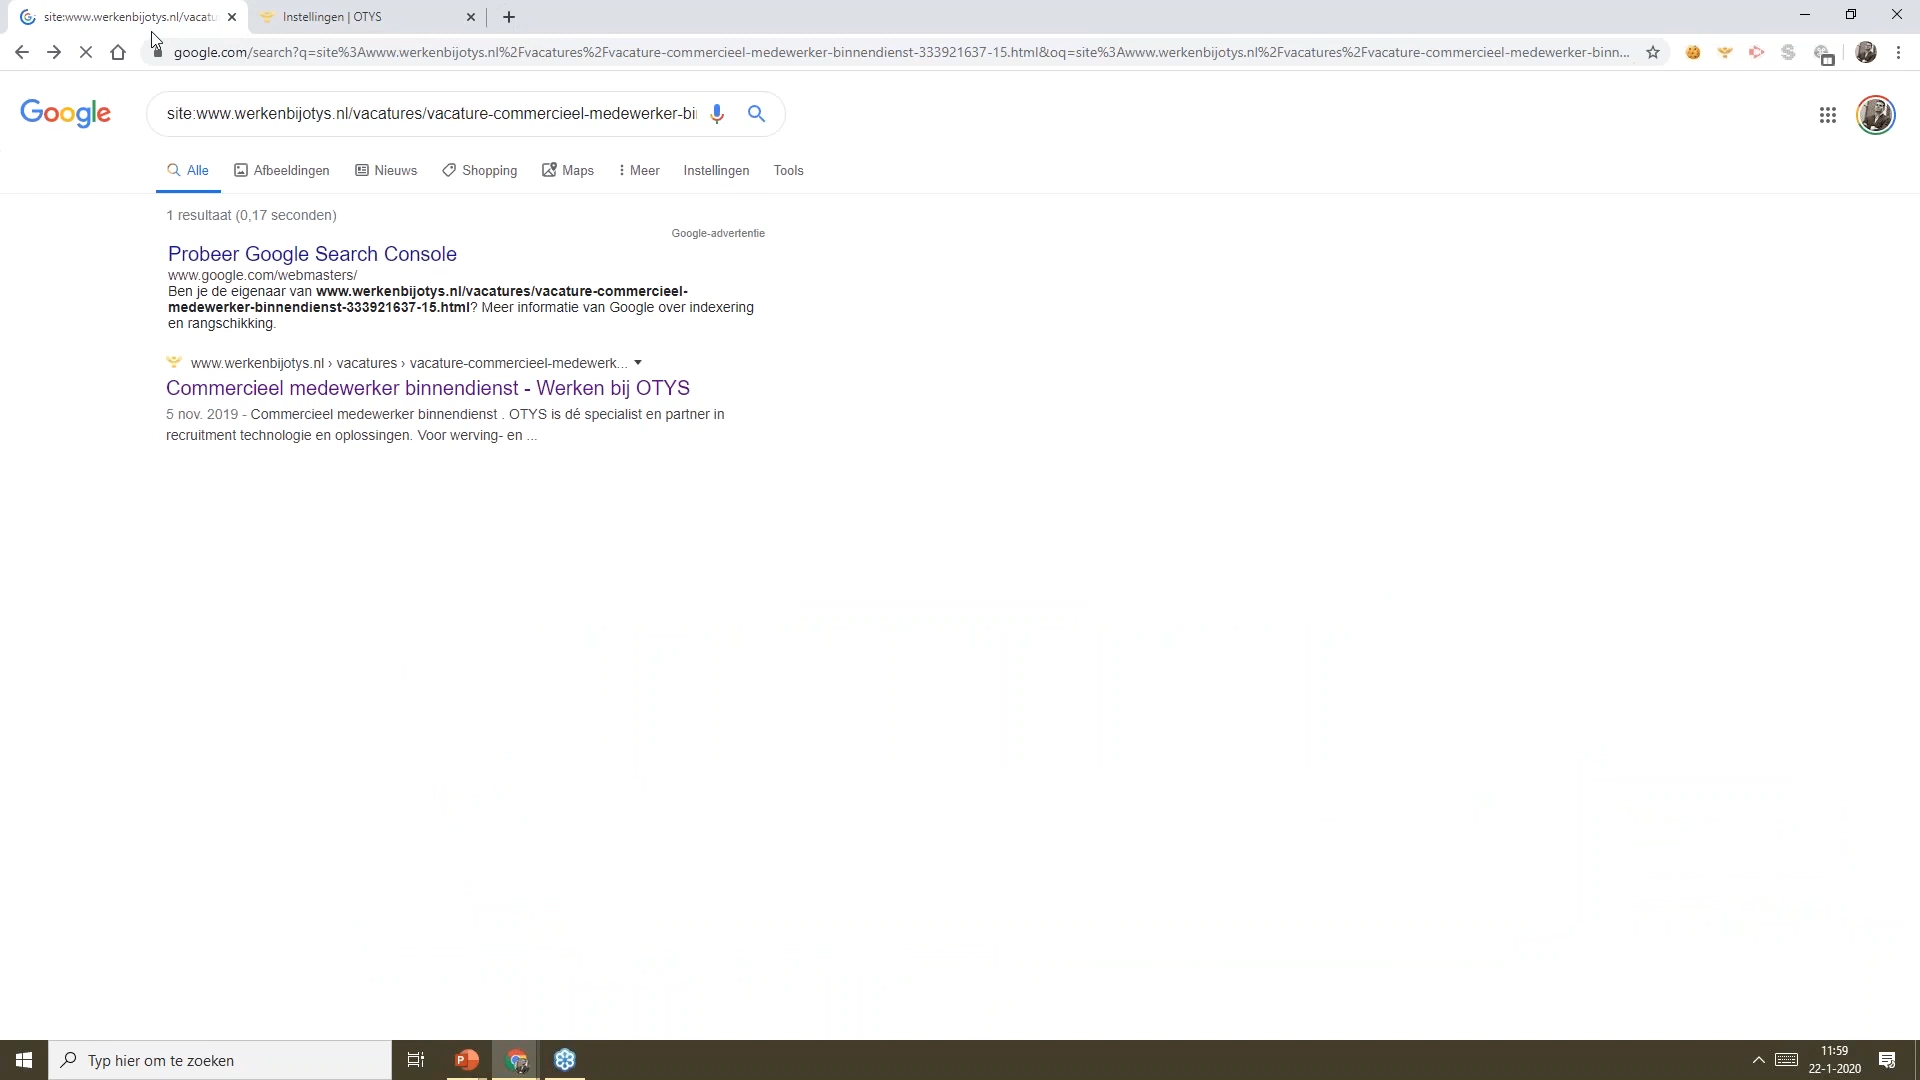 site:www.werkenbijotys.nl/vacatu
Instellingen | OTYS
google.com/search?q=site%3Awww.werkenbijotys.nl%2Fvacatures%2Fvacature-commercieel-medewerker-binnendienst-333921637-15.html&oq=site%3Awww.werkenbijotys.nl%2Fvacatures%2Fvacature-commercieel-medewerker-binn...
Google
site:www.werkenbijotys.nl/vacatures/vacature-commercieel-medewerker-bi
Alle Afbeeldingen Nieuws Shopping Maps Meer Instellingen Tools
1 resultaat (0,17 seconden)
Google-advertentie
Probeer Google Search Console
www.google.com/webmasters/
Ben je de eigenaar van www.werkenbijotys.nl/vacatures/vacature-commercieel-
medewerker-binnendienst-333921637-15.html? Meer informatie van Google over indexering
en rangschikking.
www.werkenbijotys.nl › vacatures › vacature-commercieel-medewerk...
Commercieel medewerker binnendienst - Werken bij OTYS
5 nov. 2019 - Commercieel medewerker binnendienst . OTYS is dé specialist en partner in
recruitment technologie en oplossingen. Voor werving- en ...
Typ hier om te zoeken
11:59
22-1-2020